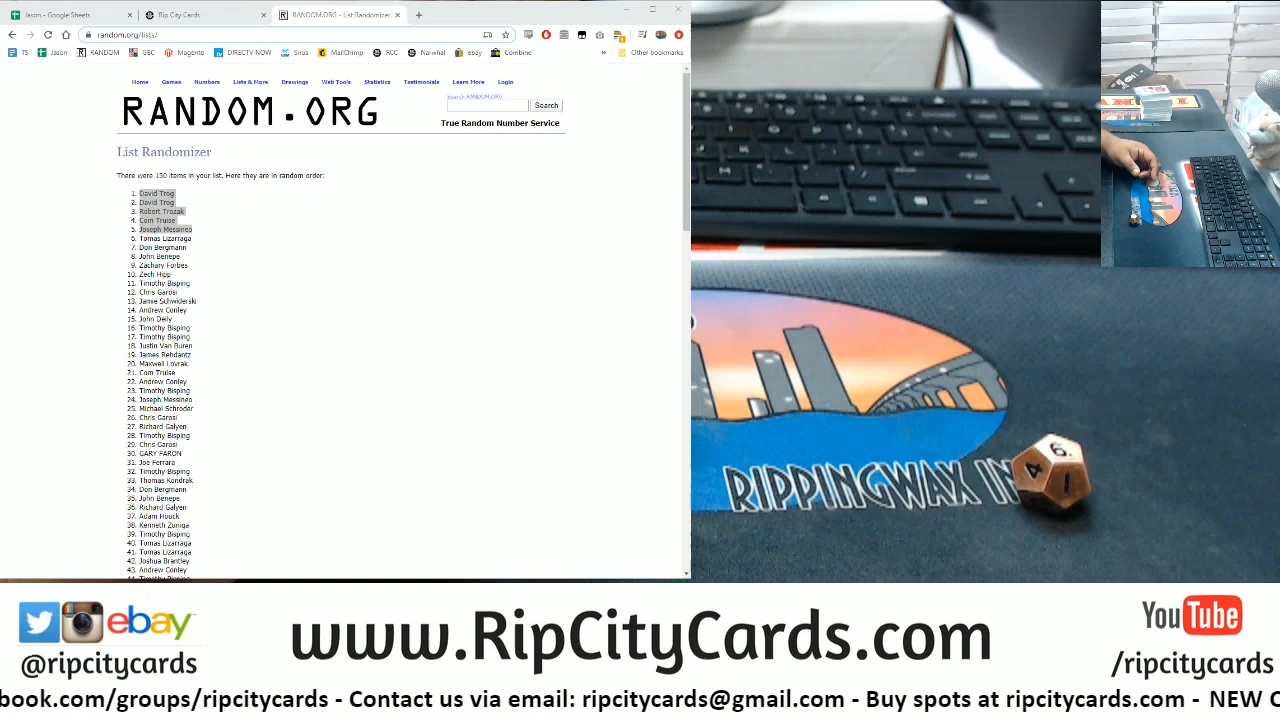 Jason - Google Sheets
Rip City Cards
RANDOM.ORG - List Randomizer
random.org/lists/
TS Jason RANDOM GBC Magento DIRECTV NOW Sirus MailChimp RCC Narwhal ebay Combine » Other bookmarks
Home Games Numbers Lists & More Drawings Web Tools Statistics Testimonials Learn More Login
RANDOM.ORG
Search RANDOM.ORG
Search
True Random Number Service
List Randomizer
There were 150 items in your list. Here they are in random order:
1. David Trog
2. David Trog
3. Robert Trozak
4. Com Truise
5. Joseph Messineo
6. Tomas Lizarraga
7. Don Bergmann
8. John Benepe
9. Zachary Forbes
10. Zech Hipp
11. Timothy Bisping
12. Chris Garosi
13. Jamie Schwiderski
14. Andrew Conley
15. John Deily
16. Timothy Bisping
17. Timothy Bisping
18. Justin Van Buren
19. James Rehdantz
20. Maxwell Lovrak
21. Com Truise
22. Andrew Conley
23. Timothy Bisping
24. Joseph Messineo
25. Michael Schroder
26. Chris Garosi
27. Richard Galyen
28. Timothy Bisping
29. Chris Garosi
30. GARY FARON
31. Joe Ferrara
32. Timothy Bisping
33. Thomas Kondrak
34. Don Bergmann
35. John Benepe
36. Richard Galyen
37. Adam Houck
38. Kenneth Zuniga
39. Timothy Bisping
40. Tomas Lizarraga
41. Tomas Lizarraga
42. Joshua Brantley
43. Andrew Conley
44. Timothy Bisping
RIPPINGWAX IN
4 6. 1
ebay
@ripcitycards
www.RipCityCards.com
YouTube
/ripcitycards
book.com/groups/ripcitycards - Contact us via email: ripcitycards@gmail.com - Buy spots at ripcitycards.com - NEW C